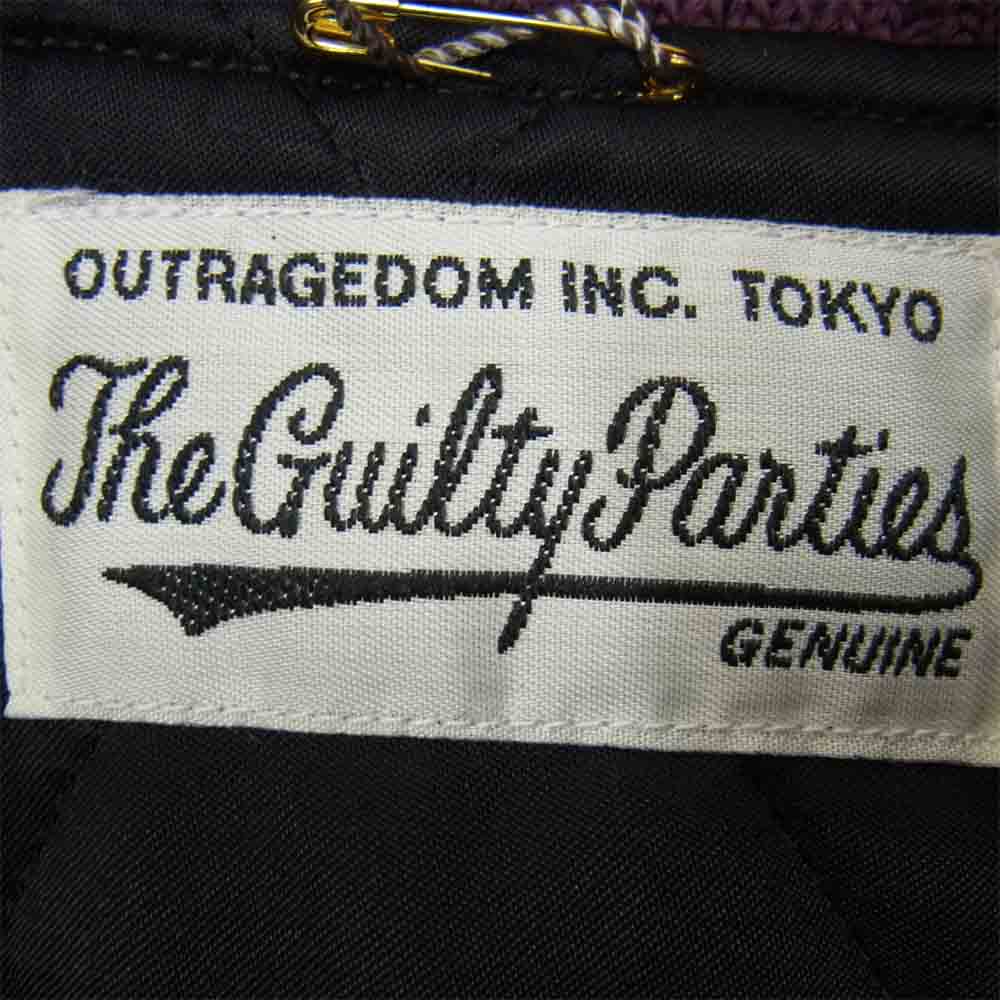 OUTRAGEDOM INC. TOKYO
The Guilty Parties
GENUINE